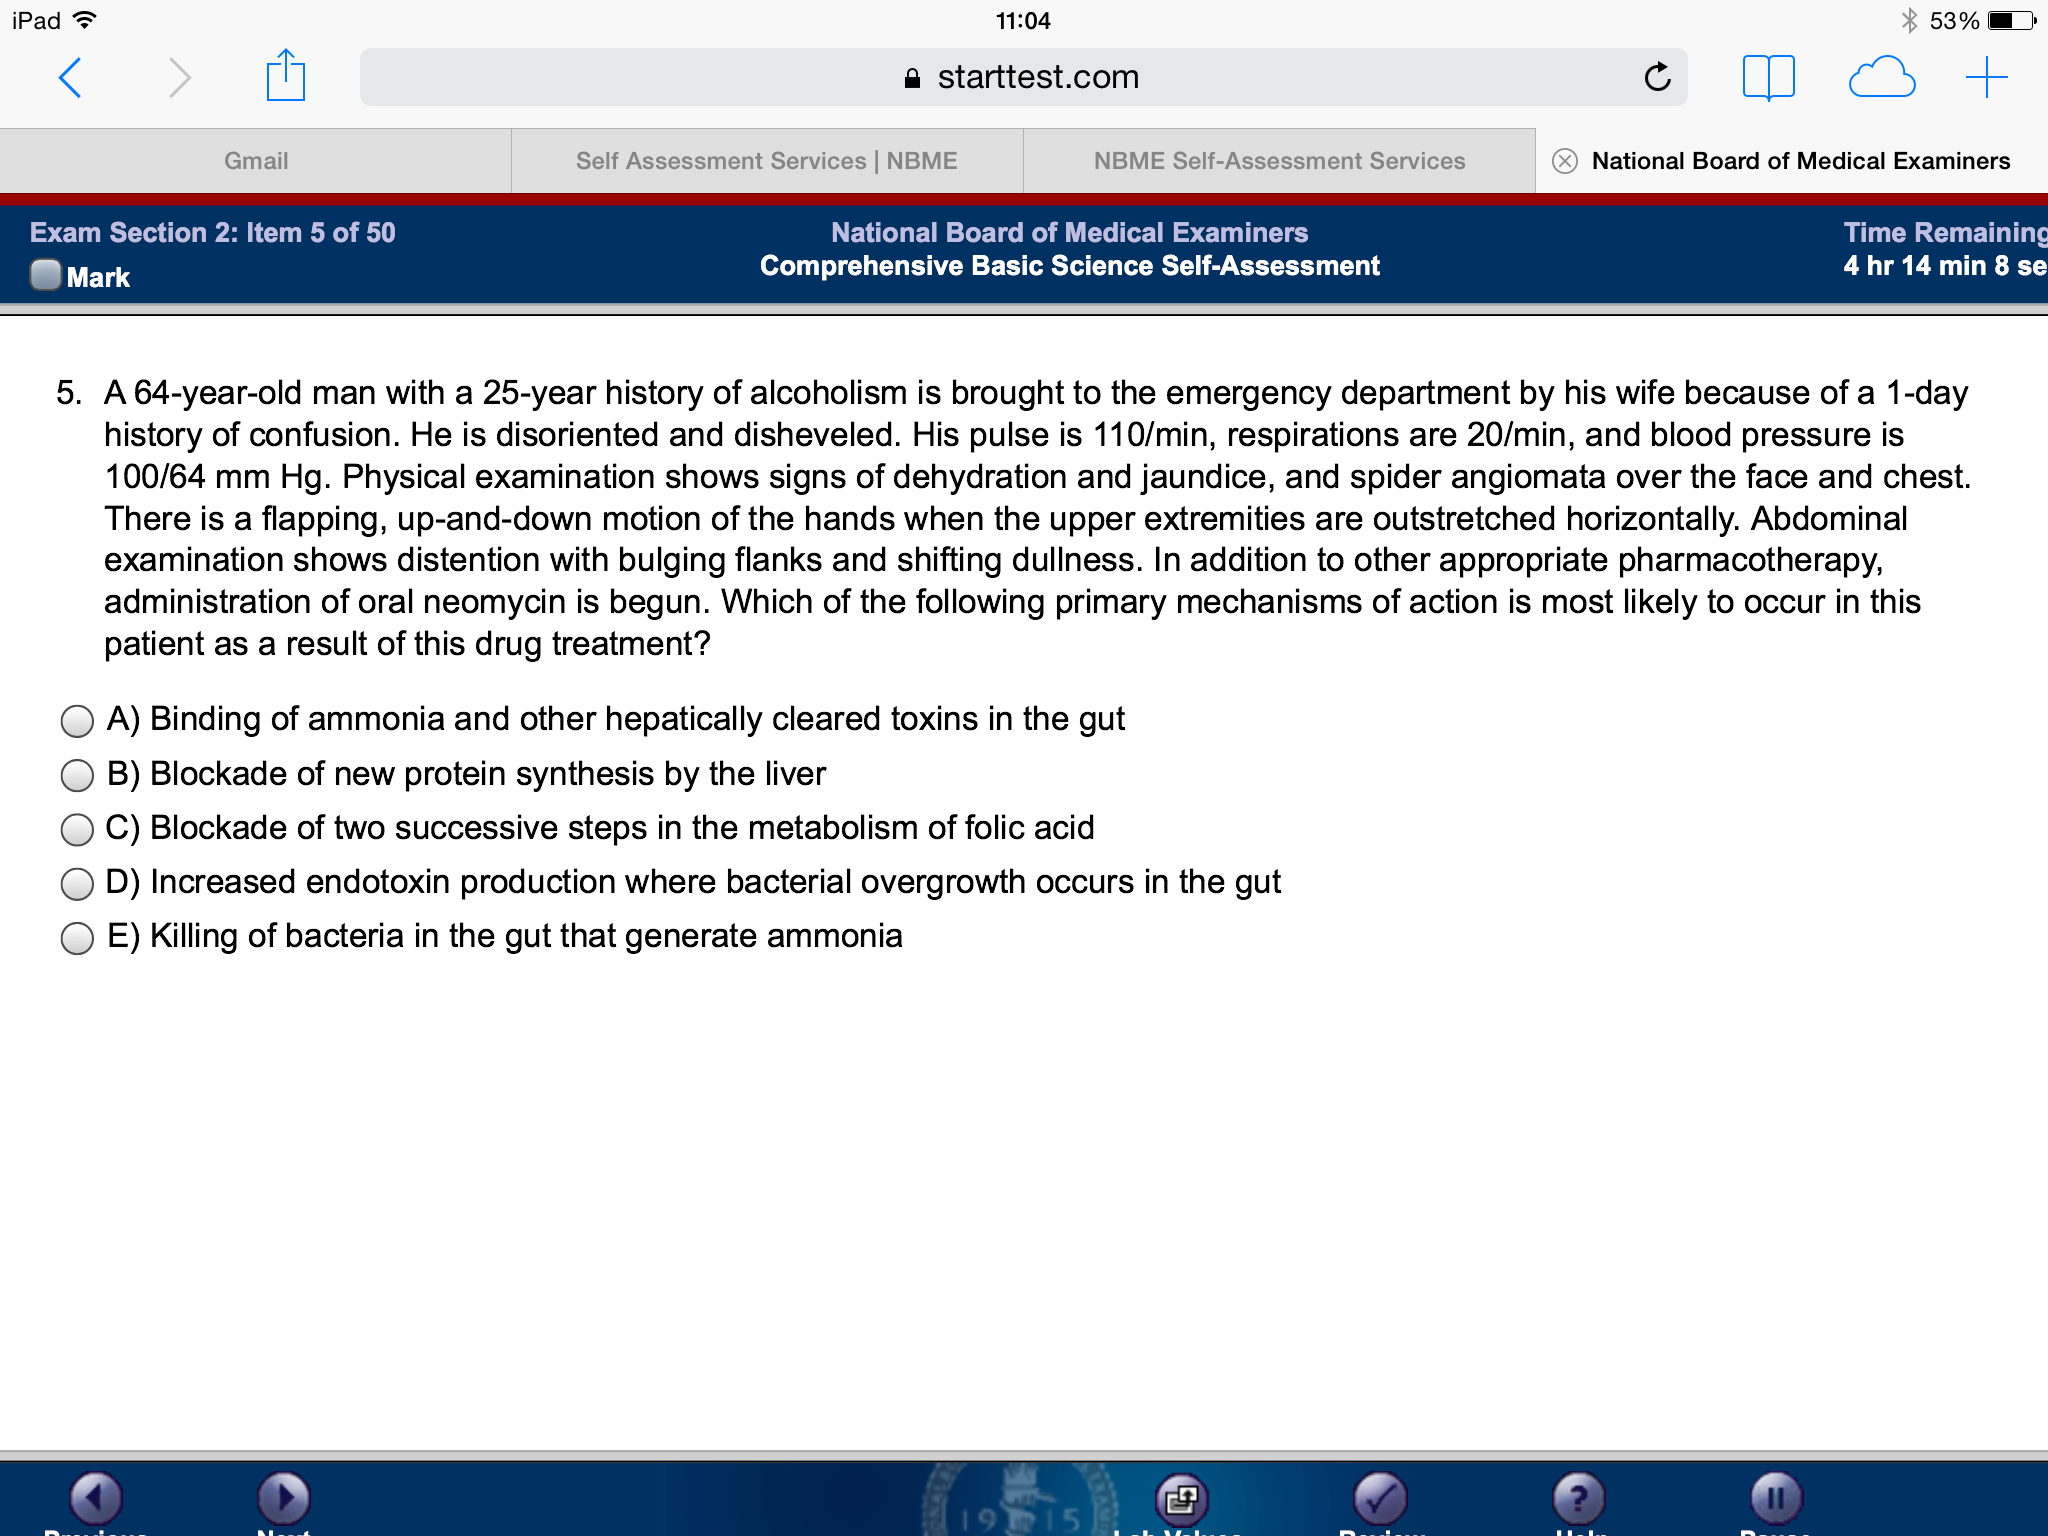 iPad
11:04
53%
starttest.com
Gmail
Self Assessment Services | NBME
NBME Self-Assessment Services
National Board of Medical Examiners
Exam Section 2: Item 5 of 50
National Board of Medical Examiners
Time Remaining
Mark
Comprehensive Basic Science Self-Assessment
4 hr 14 min 8 se
5. A 64-year-old man with a 25-year history of alcoholism is brought to the emergency department by his wife because of a 1-day
history of confusion. He is disoriented and disheveled. His pulse is 110/min, respirations are 20/min, and blood pressure is
100/64 mm Hg. Physical examination shows signs of dehydration and jaundice, and spider angiomata over the face and chest.
There is a flapping, up-and-down motion of the hands when the upper extremities are outstretched horizontally. Abdominal
examination shows distention with bulging flanks and shifting dullness. In addition to other appropriate pharmacotherapy,
administration of oral neomycin is begun. Which of the following primary mechanisms of action is most likely to occur in this
patient as a result of this drug treatment?
A) Binding of ammonia and other hepatically cleared toxins in the gut
B) Blockade of new protein synthesis by the liver
C) Blockade of two successive steps in the metabolism of folic acid
D) Increased endotoxin production where bacterial overgrowth occurs in the gut
E) Killing of bacteria in the gut that generate ammonia
1915
Previous
Next
Lab Values
Review
Help
Pause